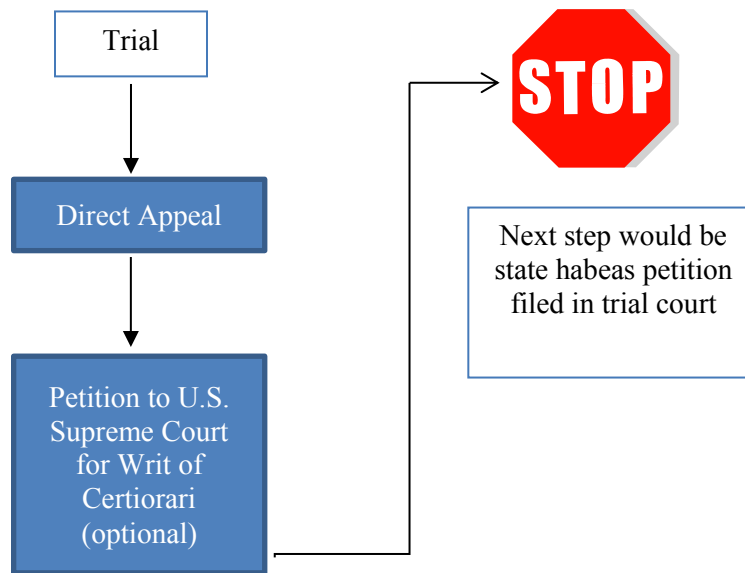 Trial
Direct Appeal
Petition to U.S.
Supreme Court
for Writ of
Certiorari
(optional)
STOP
Next step would be
state habeas petition
filed in trial court